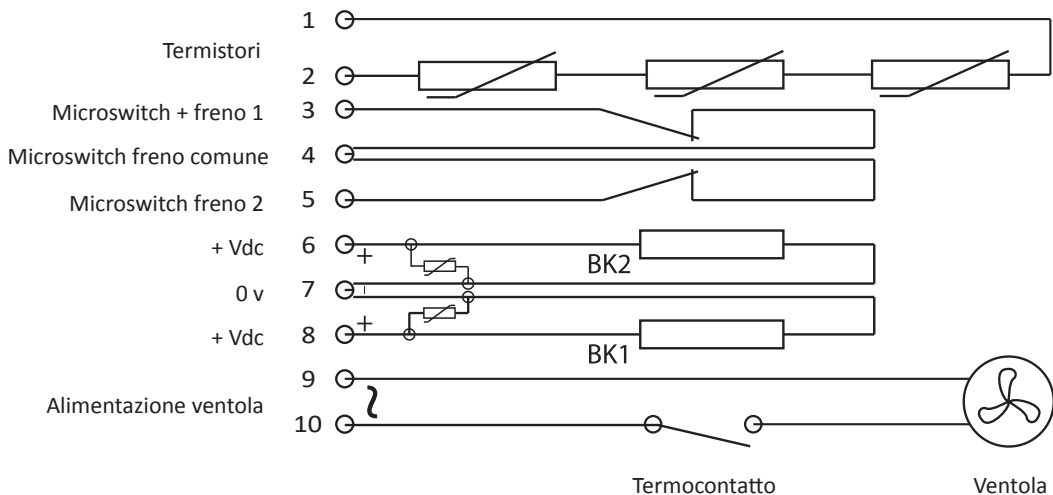 1
Termistori
2
Microswitch + freno 1 3
Microswitch freno comune 4
Microswitch freno 2 5
+ Vdc 6 +
BK2
0 v 7 -
+ Vdc 8 +
BK1
9
Alimentazione ventola ~
10
Termocontatto Ventola